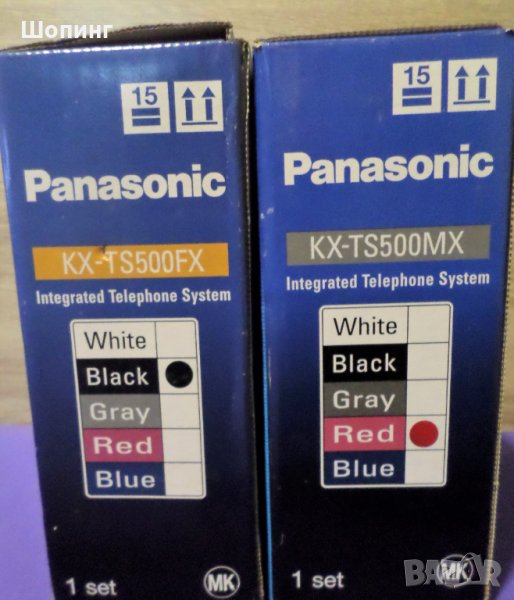 Шопинг
15
Panasonic
KX-TS500FX
Integrated Telephone System
White
Black
Gray
Red
Blue
1 set
MK
15
Panasonic
KX-TS500MX
Integrated Telephone System
White
Black
Gray
Red
Blue
1 set
MK
BAZAR